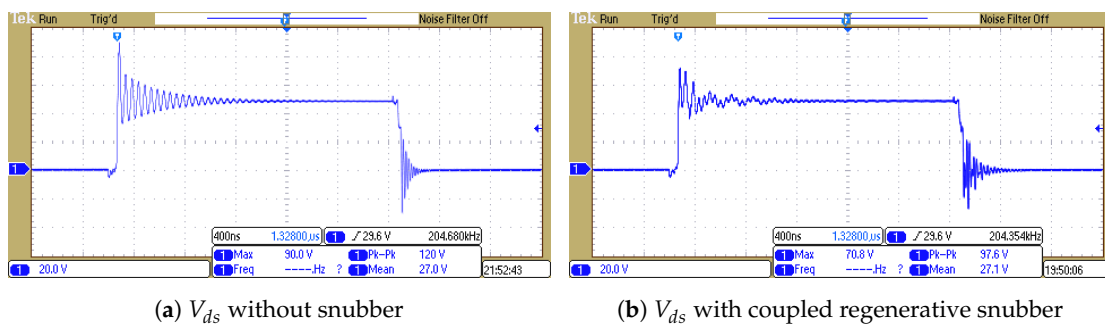 Tek Run Trig'd Noise Filter Off
1
400ns 1.32800us 1 29.6 V 204.680kHz
1 Max 90.0 V 1 Pk-Pk 120 V
1 Freq ----.Hz ? 1 Mean 27.0 V
1 20.0 V 21:52:43
(a) Vds without snubber
Tek Run Trig'd Noise Filter Off
1
400ns 1.32800us 1 29.6 V 204.354kHz
1 Max 70.8 V 1 Pk-Pk 97.6 V
1 Freq ----.Hz ? 1 Mean 27.1 V
1 20.0 V 19:50:06
(b) Vds with coupled regenerative snubber